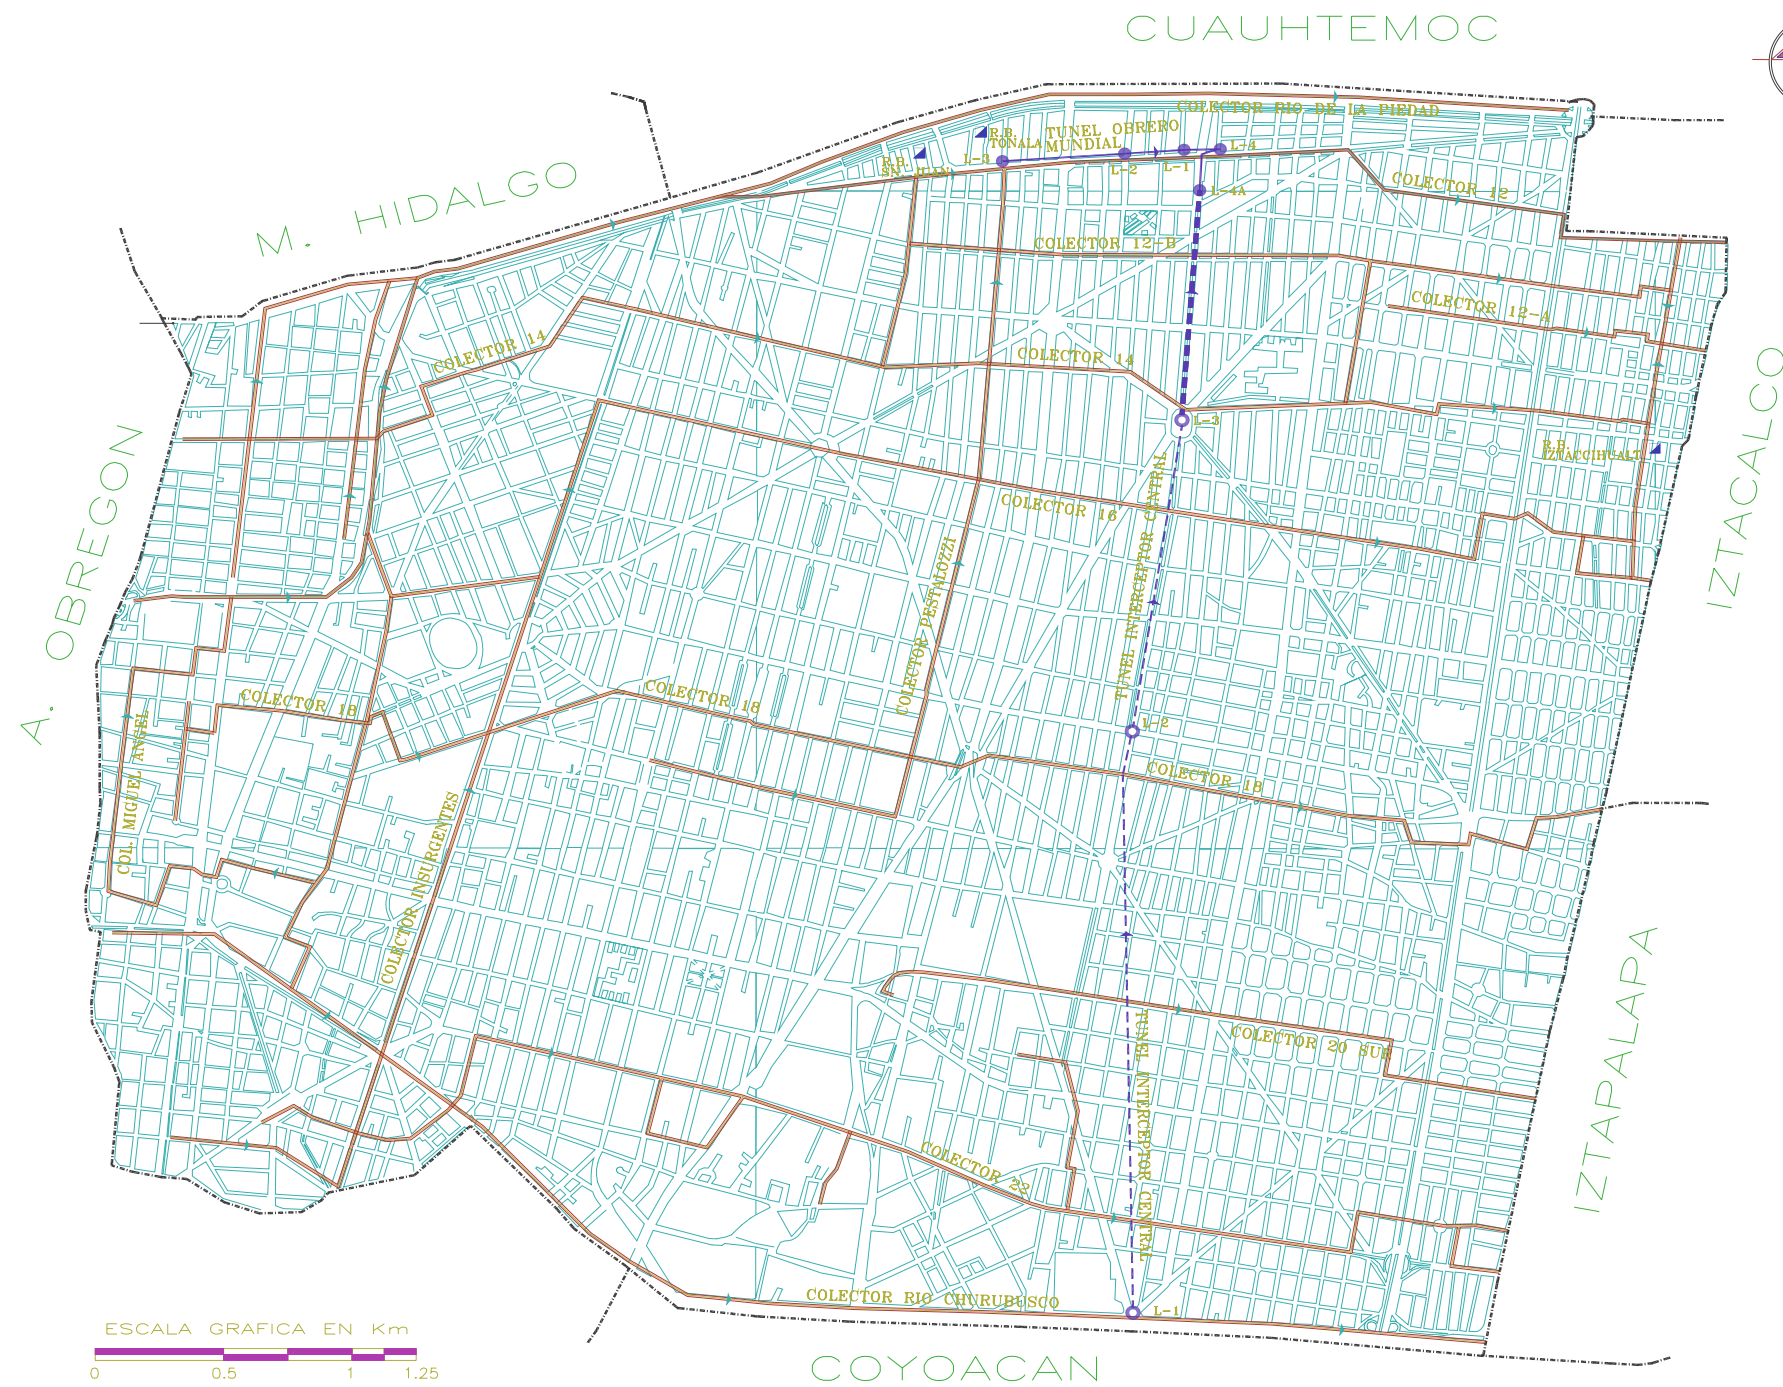 CUAUHTEMOC
COLECTOR RIO DE LA PIEDAD
R.B.
TONALA
TUNEL OBRERO
MUNDIAL
R.B.
SN. JUAN
L-3
L-2
L-1
L-4
L-4A
M. HIDALGO
COLECTOR 12
COLECTOR 12-B
COLECTOR 12-A
COLECTOR 14
COLECTOR 14
L-3
R.B.
IZTACCIHUALT.
IZTACALCO
A. OBREGON
COLECTOR 16
TUNEL INTERCEPTOR CENTRAL
COLECTOR PESTALOZZI
COLECTOR 18
COLECTOR 18
L-2
COLECTOR 18
COL. MIGUEL ANGEL
COLECTOR INSURGENTES
COLECTOR 20 SUR
TUNEL INTERCEPTOR CENTRAL
IZTAPALAPA
COLECTOR 22
COLECTOR RIO CHURUBUSCO
L-1
ESCALA GRAFICA EN Km
0 0.5 1 1.25
COYOACAN